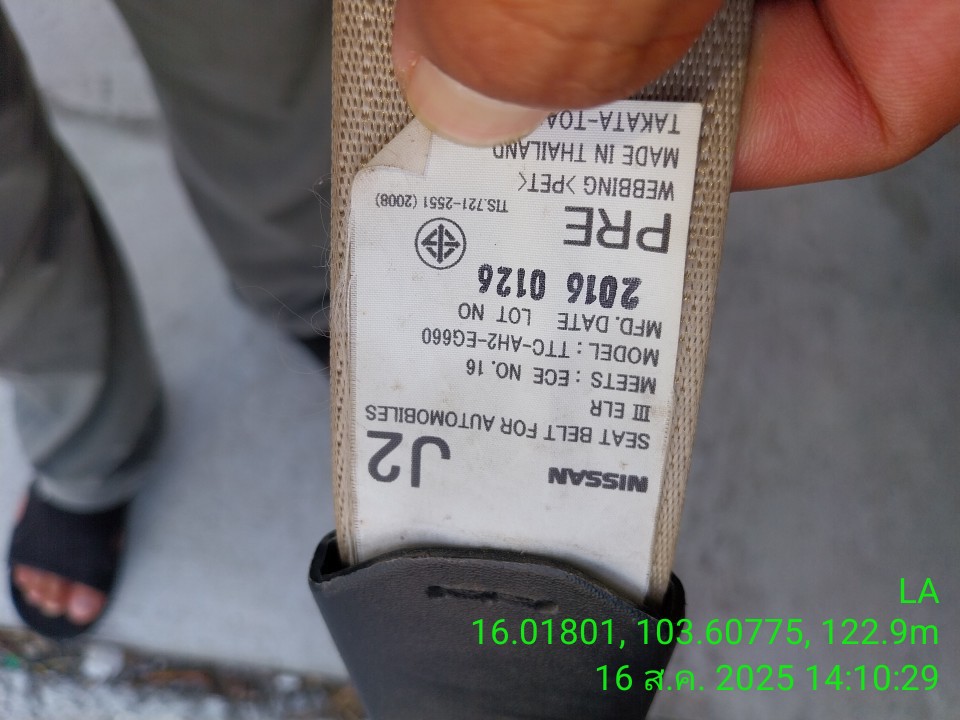 NISSAN J2
SEAT BELT FOR AUTOMOBILES
III ELR
MEETS : ECE NO. 16
MODEL : TTC-AH2-EG660
MFD. DATE LOT NO
2016 0126
PRE
TIS.721-2551 (2008)
WEBBING >PET<
MADE IN THAILAND
TAKATA-TOA
LA
16.01801, 103.60775, 122.9m
16 ส.ค. 2025 14:10:29